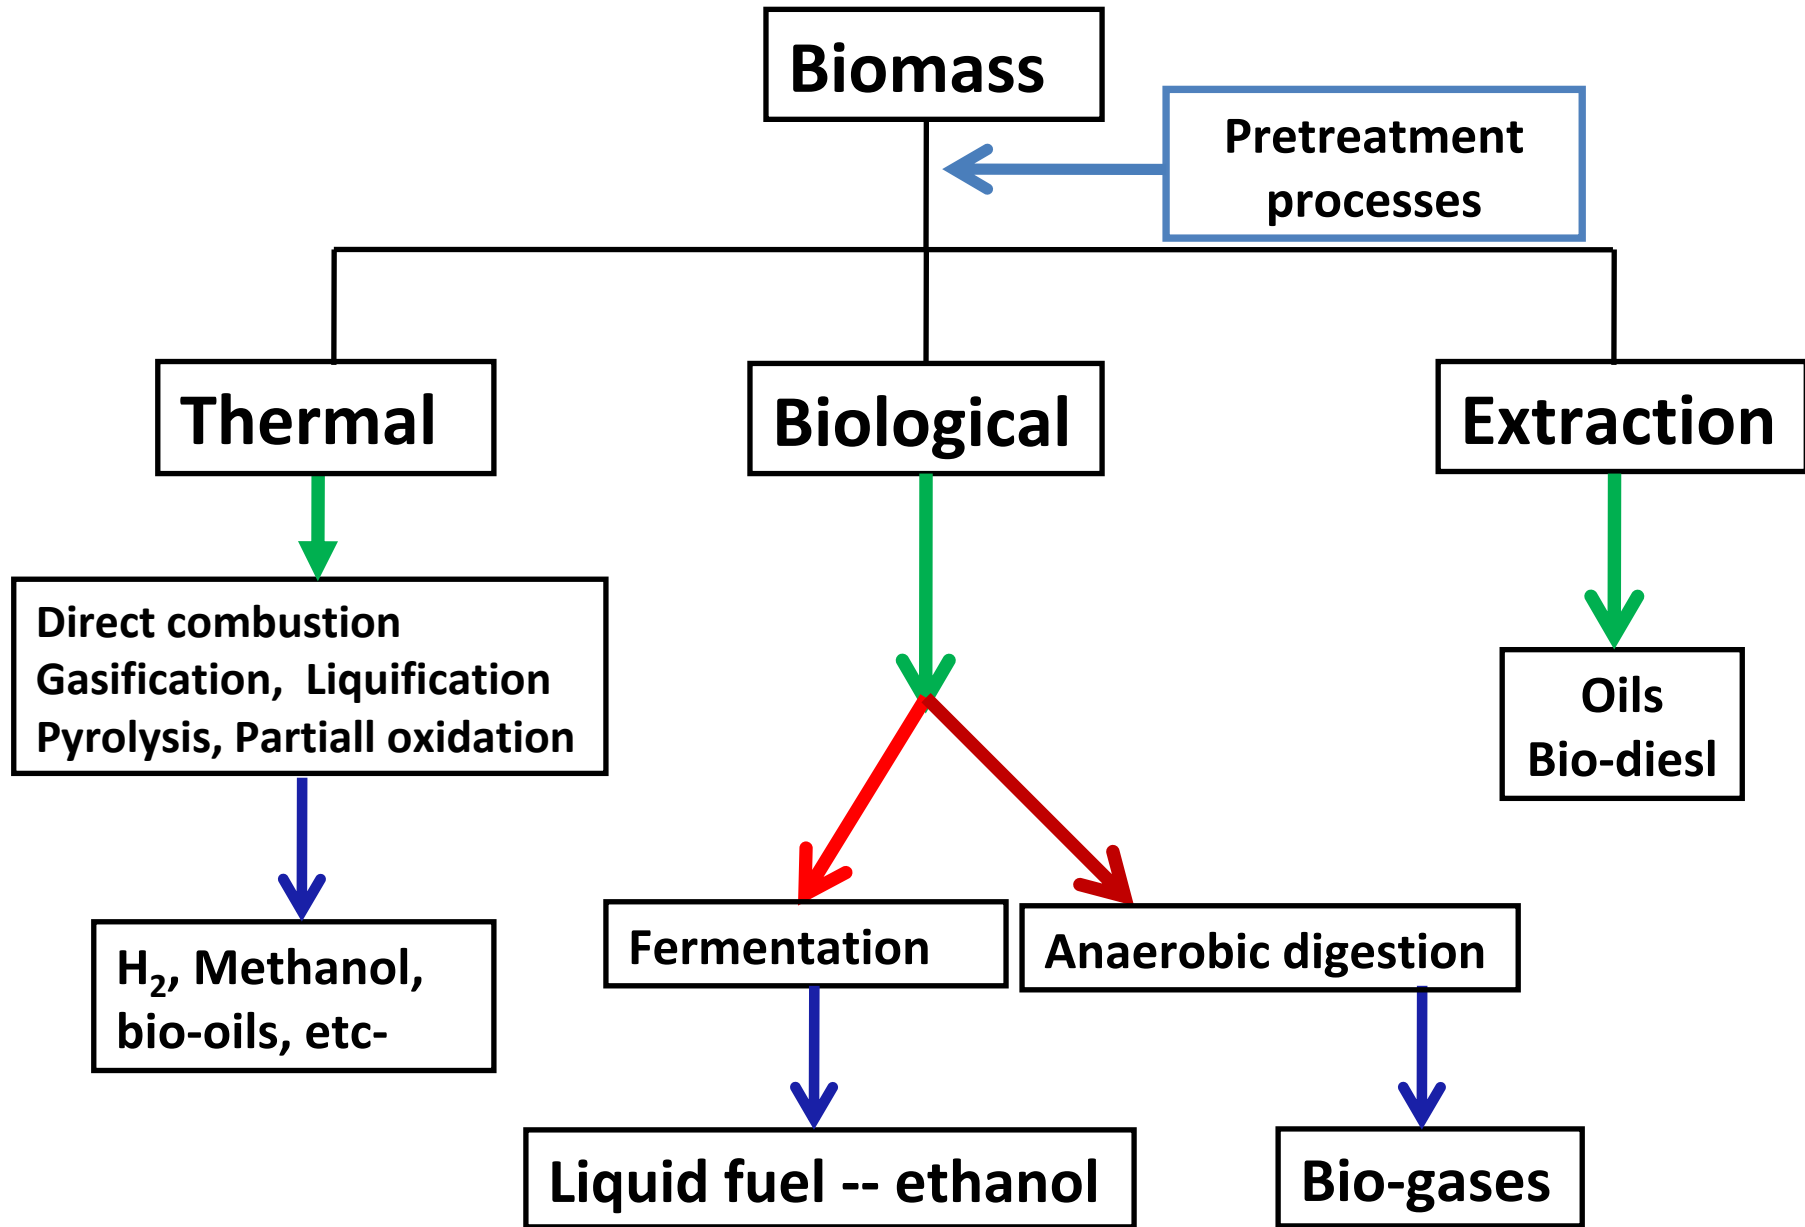 Biomass
Pretreatment
processes
Thermal
Biological
Extraction
Direct combustion
Gasification,  Liquification
Pyrolysis, Partiall oxidation
Oils
Bio-diesl
H₂, Methanol,
bio-oils, etc-
Fermentation
Anaerobic digestion
Liquid fuel -- ethanol
Bio-gases